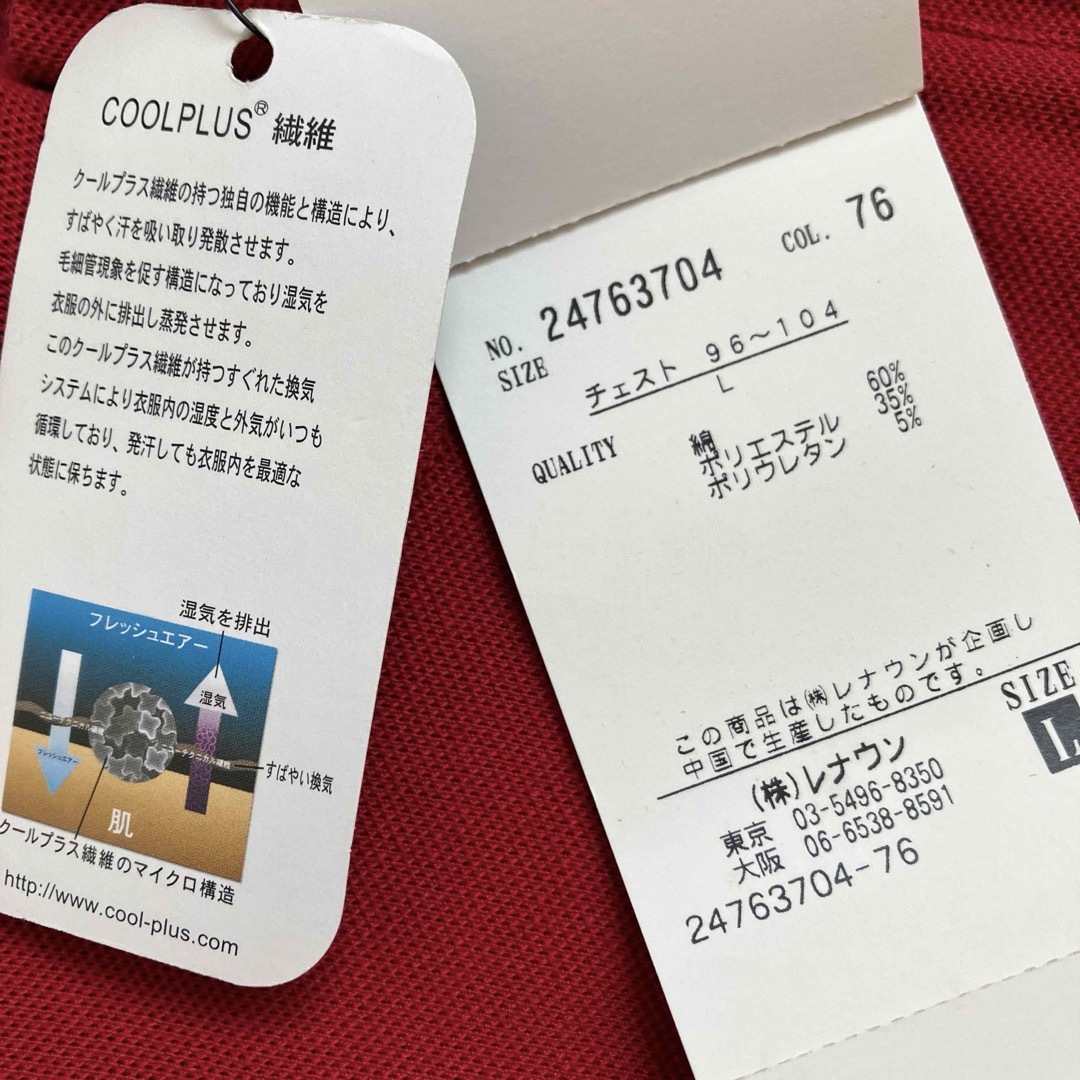 COOLPLUS® 繊維
クールプラス繊維の持つ独自の機能と構造により、
すばやく汗を吸い取り発散させます。
毛細管現象を促す構造になっており湿気を
衣服の外に排出し蒸発させます。
このクールプラス繊維が持つすぐれた換気
システムにより衣服内の湿度と外気がいつも
循環しており、発汗しても衣服内を最適な
状態に保ちます。
湿気を排出
フレッシュエアー
湿気
フレッシュエアー
すばやい換気
肌
クールプラス繊維のマイクロ構造
http://www.cool-plus.com
NO. 24763704 COL. 76
SIZE
チェスト 96～104
L
QUALITY 綿 60%
ポリエステル 35%
ポリウレタン 5%
この商品は㈱レナウンが企画し
中国で生産したものです。
SIZE
L
(株)レナウン
東京 03-5496-8350
大阪 06-6538-8591
24763704-76